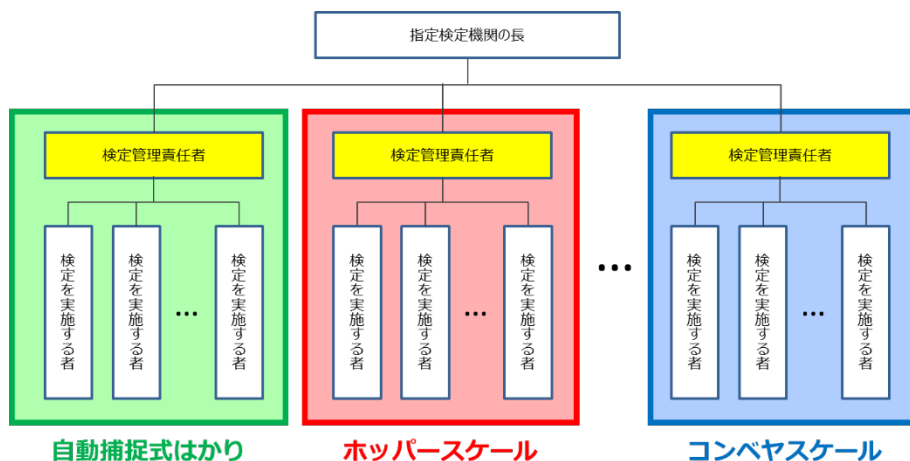 指定検定機関の長
検定管理責任者
検定管理責任者
検定管理責任者
検定を実施する者
検定を実施する者
…
検定を実施する者
検定を実施する者
検定を実施する者
…
検定を実施する者
…
検定を実施する者
検定を実施する者
…
検定を実施する者
自動捕捉式はかり
ホッパースケール
コンベヤスケール